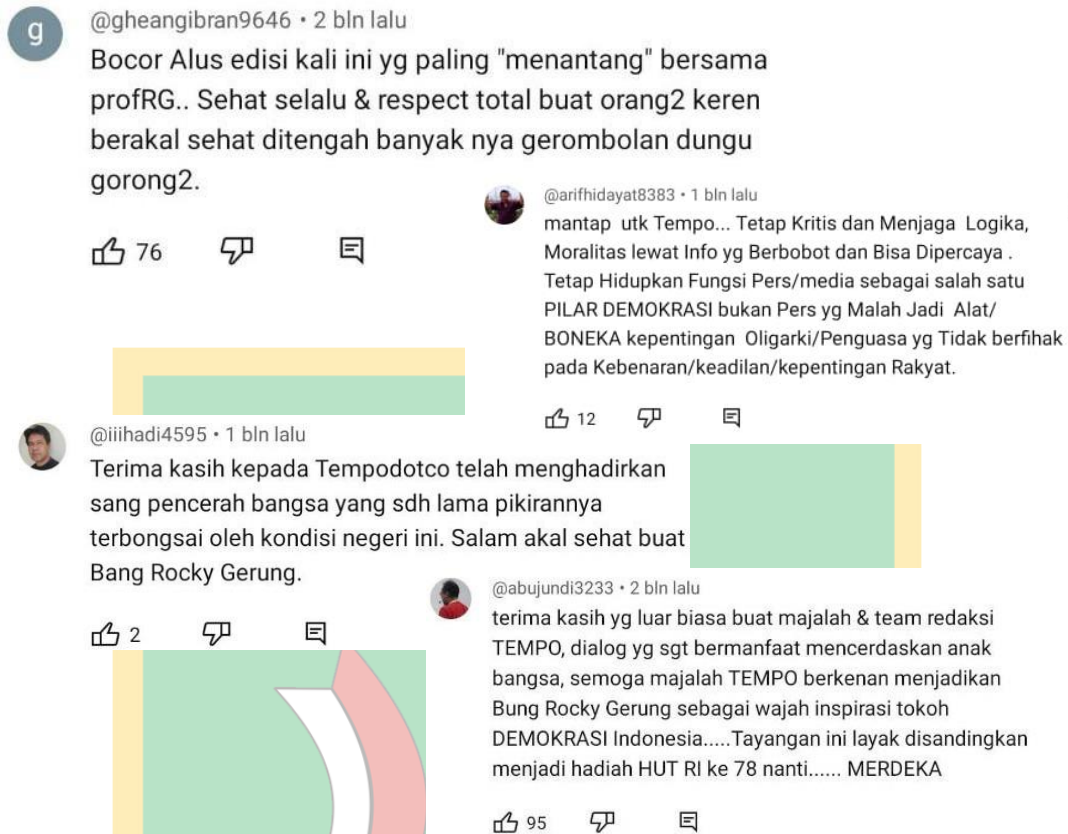 g
@gheangibran9646 • 2 bln lalu
Bocor Alus edisi kali ini yg paling "menantang" bersama
profRG.. Sehat selalu & respect total buat orang2 keren
berakal sehat ditengah banyak nya gerombolan dungu
gorong2.
76
@arifhidayat8383 • 1 bln lalu
mantap utk Tempo... Tetap Kritis dan Menjaga Logika,
Moralitas lewat Info yg Berbobot dan Bisa Dipercaya .
Tetap Hidupkan Fungsi Pers/media sebagai salah satu
PILAR DEMOKRASI bukan Pers yg Malah Jadi Alat/
BONEKA kepentingan Oligarki/Penguasa yg Tidak berfihak
pada Kebenaran/keadilan/kepentingan Rakyat.
12
@iiihadi4595 • 1 bln lalu
Terima kasih kepada Tempodotco telah menghadirkan
sang pencerah bangsa yang sdh lama pikirannya
terbongsai oleh kondisi negeri ini. Salam akal sehat buat
Bang Rocky Gerung.
2
@abujundi3233 • 2 bln lalu
terima kasih yg luar biasa buat majalah & team redaksi
TEMPO, dialog yg sgt bermanfaat mencerdaskan anak
bangsa, semoga majalah TEMPO berkenan menjadikan
Bung Rocky Gerung sebagai wajah inspirasi tokoh
DEMOKRASI Indonesia.....Tayangan ini layak disandingkan
menjadi hadiah HUT RI ke 78 nanti...... MERDEKA
95